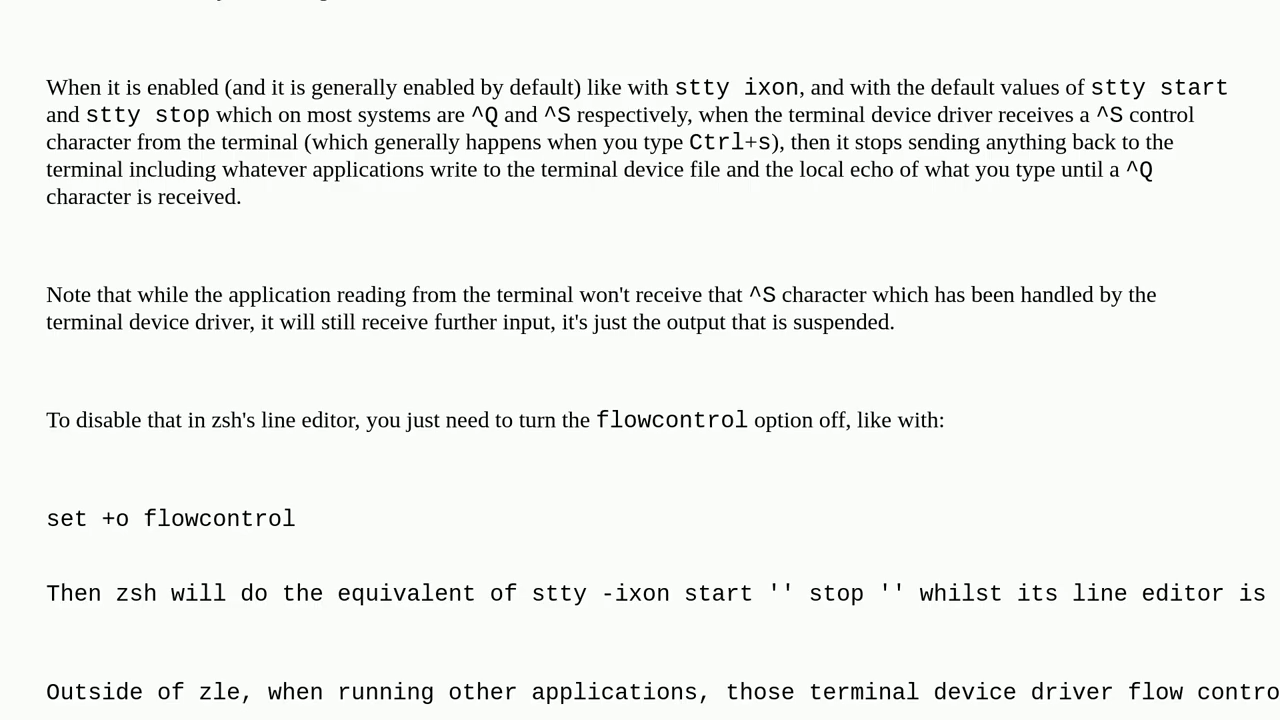 When it is enabled (and it is generally enabled by default) like with stty ixon, and with the default values of stty start
and stty stop which on most systems are ^Q and ^S respectively, when the terminal device driver receives a ^S control
character from the terminal (which generally happens when you type Ctrl+s), then it stops sending anything back to the
terminal including whatever applications write to the terminal device file and the local echo of what you type until a ^Q
character is received.
Note that while the application reading from the terminal won't receive that ^S character which has been handled by the
terminal device driver, it will still receive further input, it's just the output that is suspended.
To disable that in zsh's line editor, you just need to turn the flowcontrol option off, like with:
set +o flowcontrol
Then zsh will do the equivalent of stty -ixon start '' stop '' whilst its line editor is
Outside of zle, when running other applications, those terminal device driver flow contro